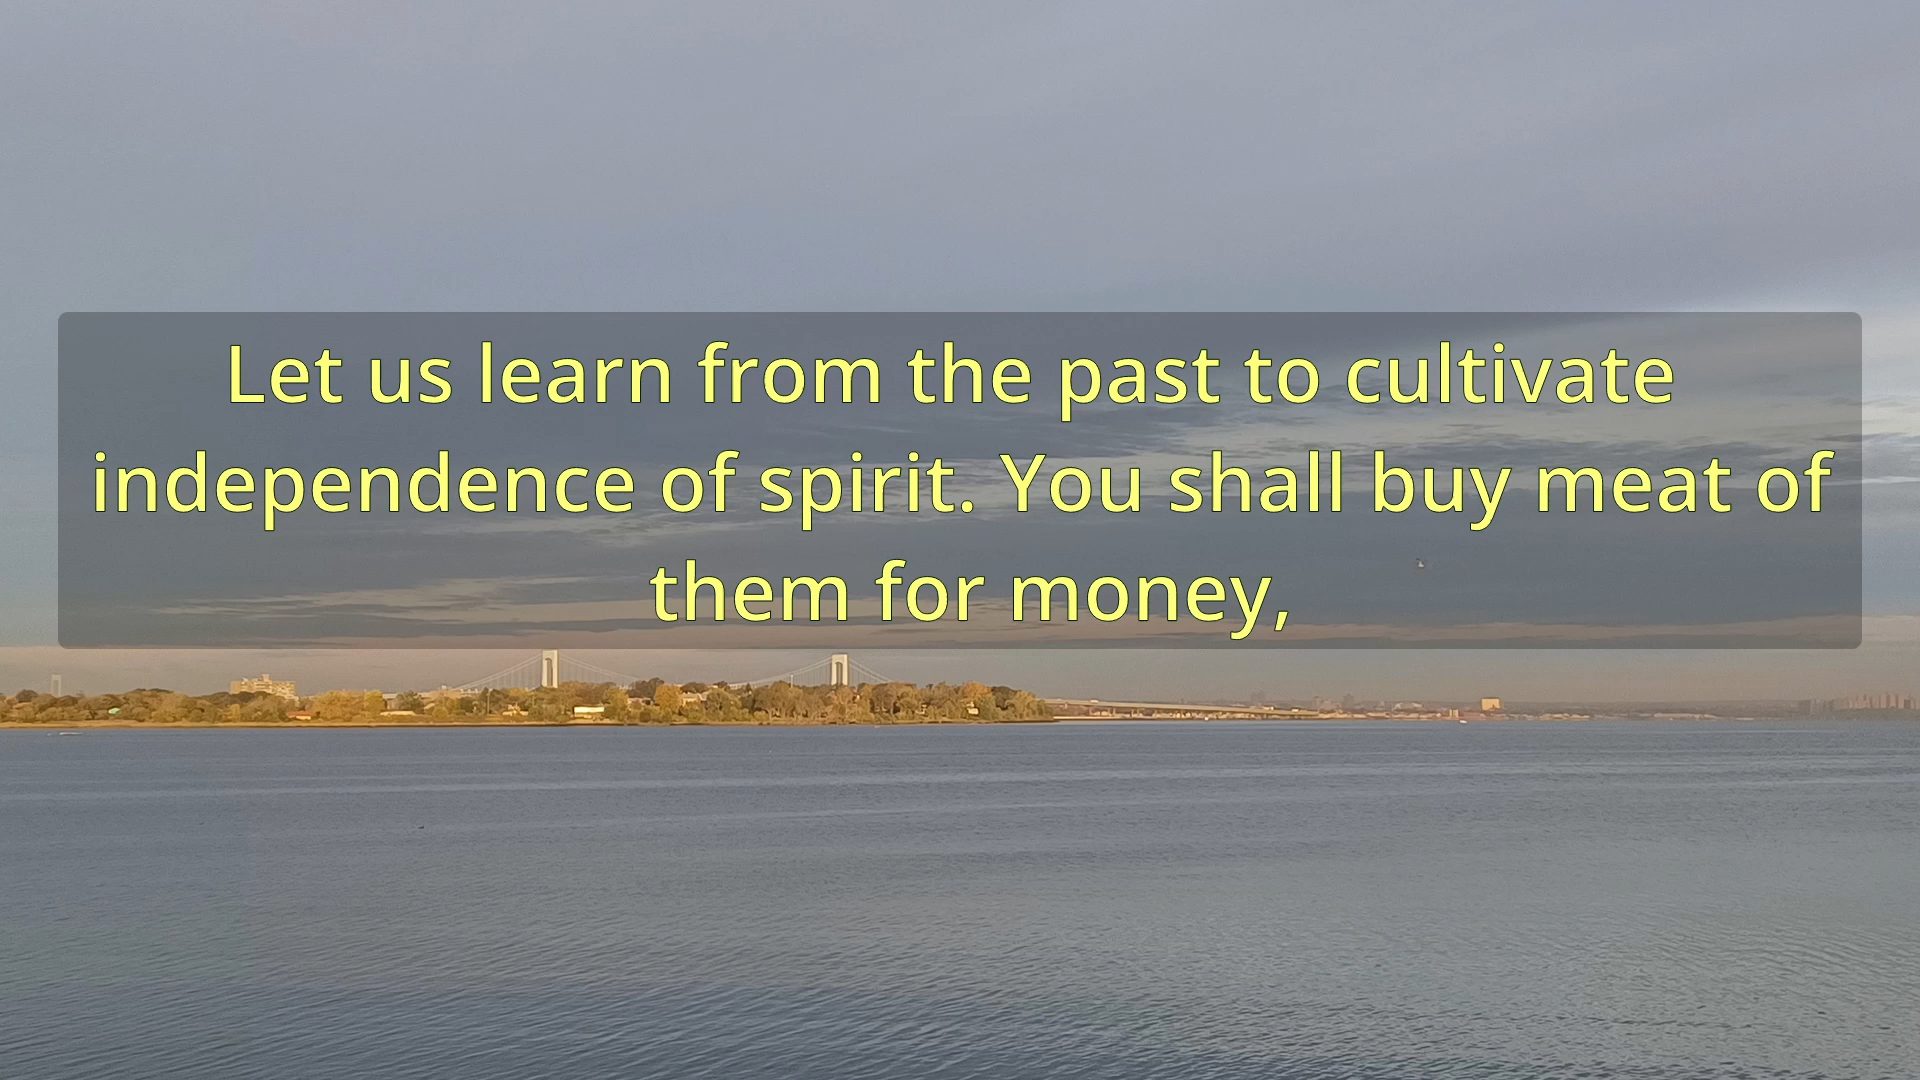 Let us learn from the past to cultivate
independence of spirit. You shall buy meat of
them for money,